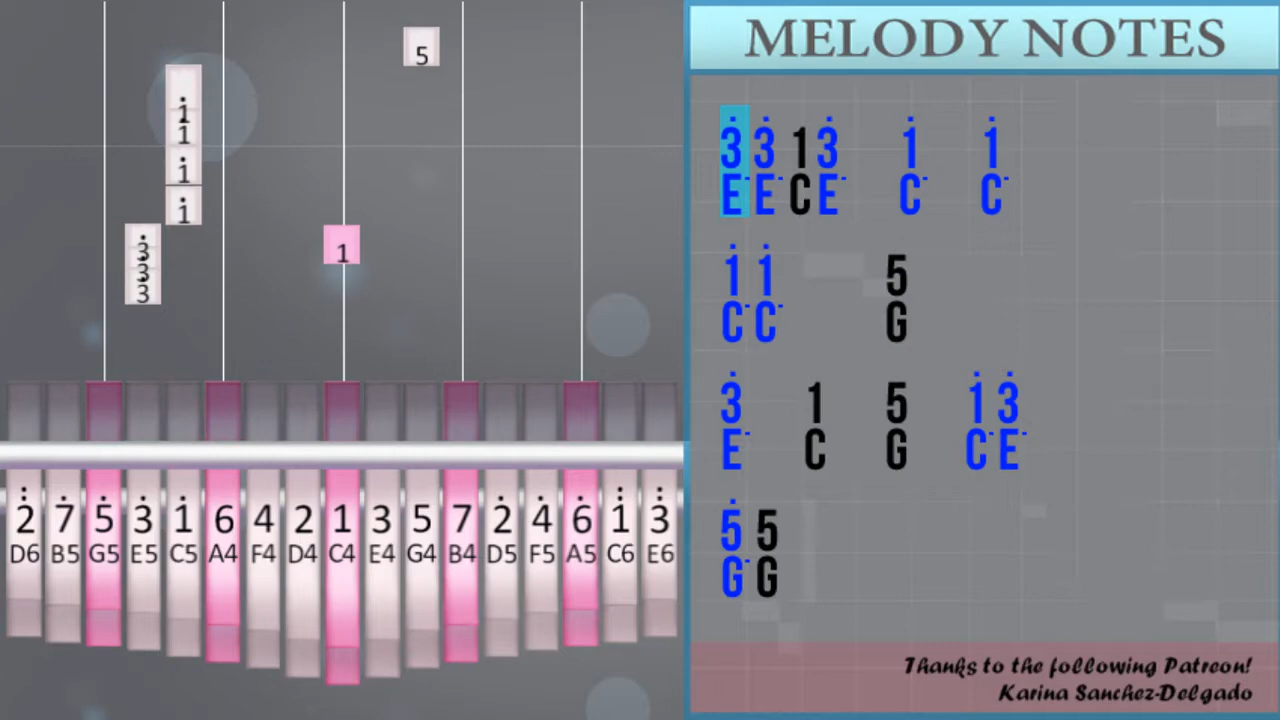 MELODY NOTES
5
i
1
i
i
3̇
3̇
3
1
3̇ 3̇ 1 3̇ 1̇ 1̇
E˙ E˙ C E˙ C˙ C˙
1̇ 1̇ 5
C˙ C˙ G
3̇ 1 5 1̇ 3̇
E˙ C G C˙ E˙
5̇ 5
G˙ G
2̈ 7̇ 5̇ 3̇ 1̇ 6 4 2 1 3 5 7 2̇ 4̇ 6̇ 1̈ 3̈
D6 B5 G5 E5 C5 A4 F4 D4 C4 E4 G4 B4 D5 F5 A5 C6 E6
Thanks to the following Patreon!
Karina Sanchez-Delgado